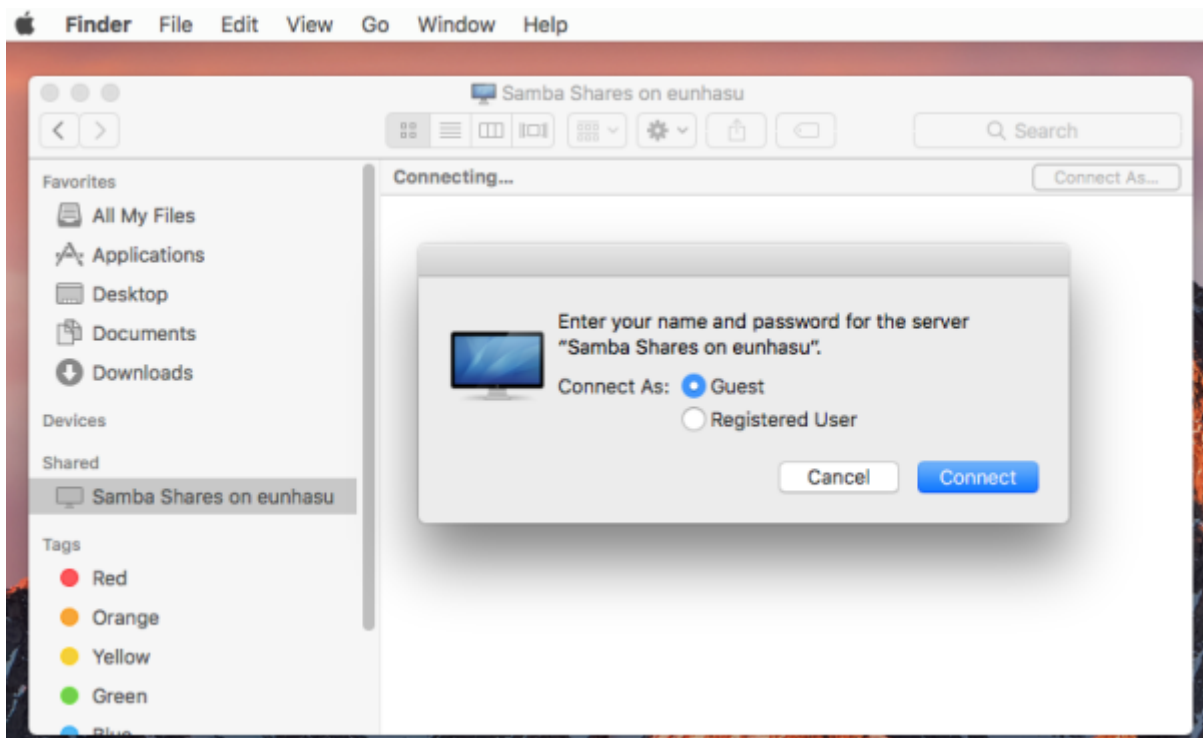 Finder File Edit View Go Window Help
Samba Shares on eunhasu
Search
Favorites
Connecting...
Connect As...
All My Files
Applications
Desktop
Documents
Downloads
Devices
Shared
Samba Shares on eunhasu
Tags
Red
Orange
Yellow
Green
Blue
Enter your name and password for the server
“Samba Shares on eunhasu”.
Connect As: Guest
Registered User
Cancel Connect